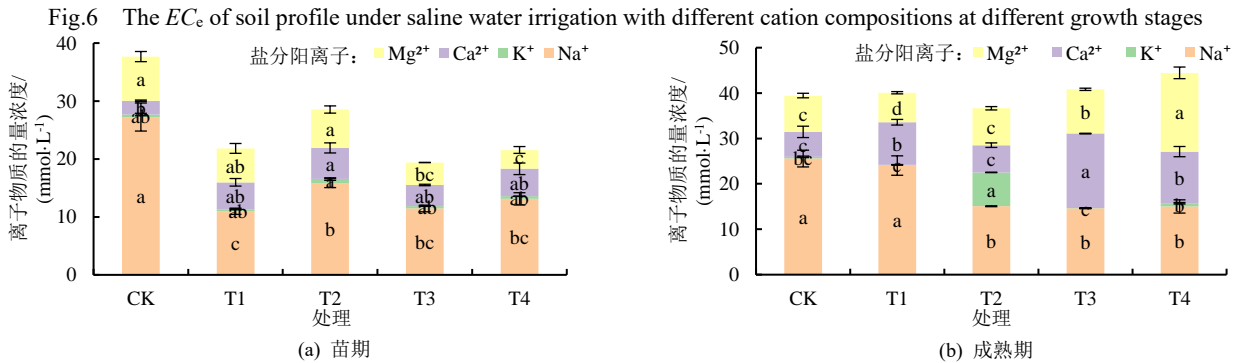 Fig.6 The ECe of soil profile under saline water irrigation with different cation compositions at different growth stages
盐分阳离子: Mg²⁺ Ca²⁺ K⁺ Na⁺
离子物质的量浓度/
(mmol·L⁻¹)
40
30
20
10
0
a
b
ab
a
ab
ab
ab
c
a
a
a
b
bc
ab
ab
bc
c
ab
ab
bc
CK T1 T2 T3 T4
处理
(a) 苗期
盐分阳离子: Mg²⁺ Ca²⁺ K⁺ Na⁺
离子物质的量浓度/
(mmol·L⁻¹)
50
40
30
20
10
0
c
c
bc
a
d
b
c
a
c
c
a
b
b
a
c
b
a
b
b
b
CK T1 T2 T3 T4
处理
(b) 成熟期